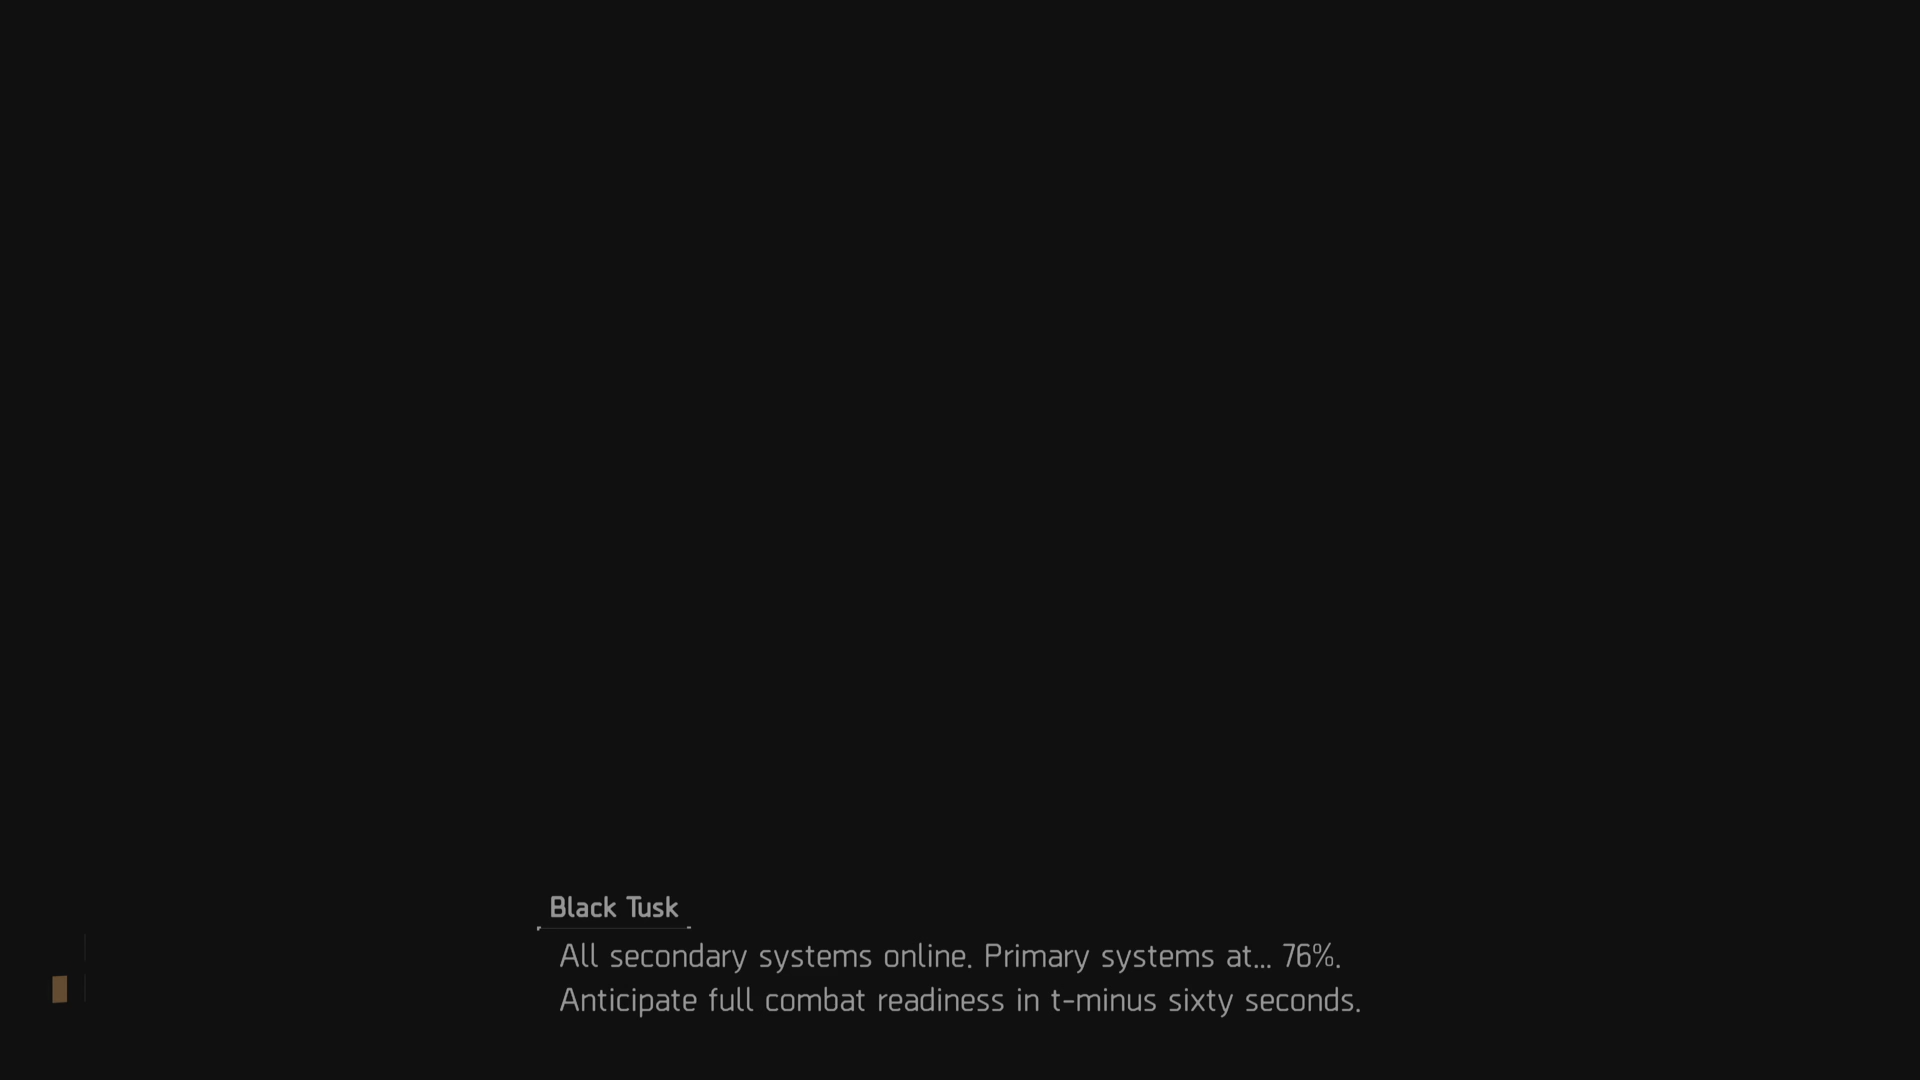 Black Tusk
All secondary systems online. Primary systems at... 76%.
Anticipate full combat readiness in t-minus sixty seconds.